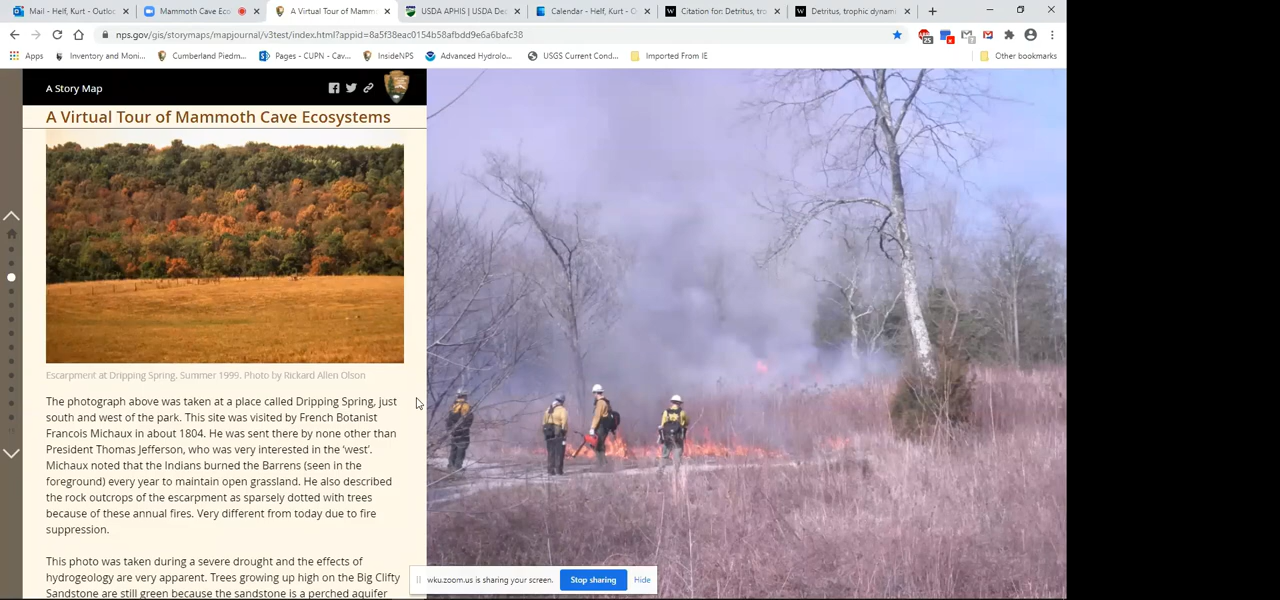 Mail - Helf, Kurt - Outloo
Mammoth Cave Eco
A Virtual Tour of Mamm
USDA APHIS | USDA De
Calendar - Helf, Kurt - O
Citation for: Detritus, tro
Detritus, trophic dynami
nps.gov/gis/storymaps/mapjournal/v3test/index.html?appid=8a5f38eac0154b58afbdd9e6a6bafc38
Apps
Inventory and Moni...
Cumberland Piedm...
Pages - CUPN - Cav...
InsideNPS
Advanced Hydrolo...
USGS Current Cond...
Imported From IE
Other bookmarks
A Story Map
A Virtual Tour of Mammoth Cave Ecosystems
Escarpment at Dripping Spring. Summer 1999. Photo by Rickard Allen Olson
The photograph above was taken at a place called Dripping Spring, just
south and west of the park. This site was visited by French Botanist
Francois Michaux in about 1804. He was sent there by none other than
President Thomas Jefferson, who was very interested in the 'west'.
Michaux noted that the Indians burned the Barrens (seen in the
foreground) every year to maintain open grassland. He also described
the rock outcrops of the escarpment as sparsely dotted with trees
because of these annual fires. Very different from today due to fire
suppression.
This photo was taken during a severe drought and the effects of
hydrogeology are very apparent. Trees growing up high on the Big Clifty
Sandstone are still green because the sandstone is a perched aquifer
wku.zoom.us is sharing your screen.
Stop sharing
Hide